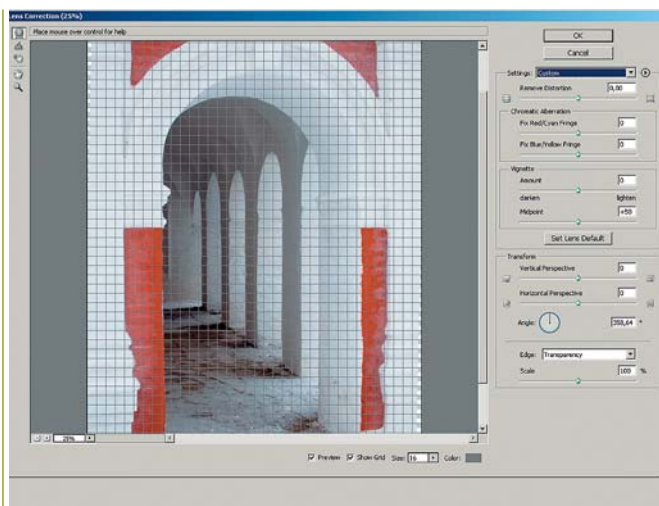 Lens Correction (25%)
Place mouse over control for help
OK
Cancel
Settings: Custom
Remove Distortion 0,00
Chromatic Aberration
Fix Red/Cyan Fringe 0
Fix Blue/Yellow Fringe 0
Vignette
Amount 0
darken lighten
Midpoint +50
Set Lens Default
Transform
Vertical Perspective 0
Horizontal Perspective 0
Angle: 358,64 °
Edge: Transparency
Scale 100 %
25%
Preview Show Grid Size: 16 Color: